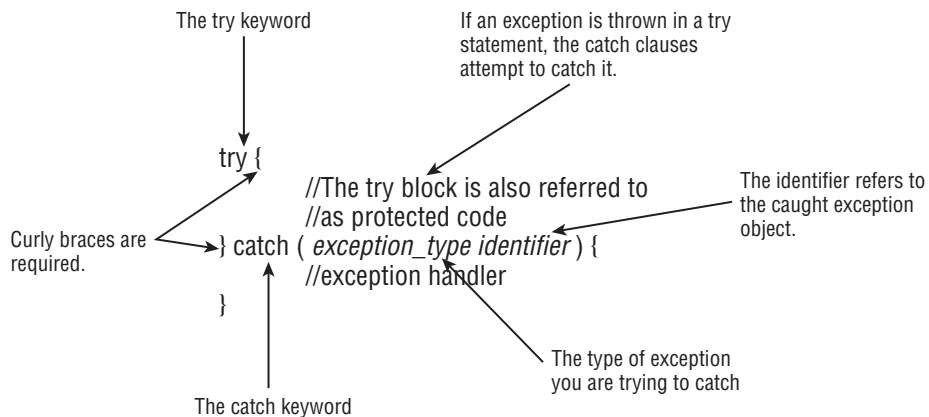 The try keyword
If an exception is thrown in a try
statement, the catch clauses
attempt to catch it.
try {
//The try block is also referred to
//as protected code
The identifier refers to
the caught exception
object.
Curly braces are
required.
} catch ( exception_type identifier ) {
//exception handler
}
The type of exception
you are trying to catch
The catch keyword